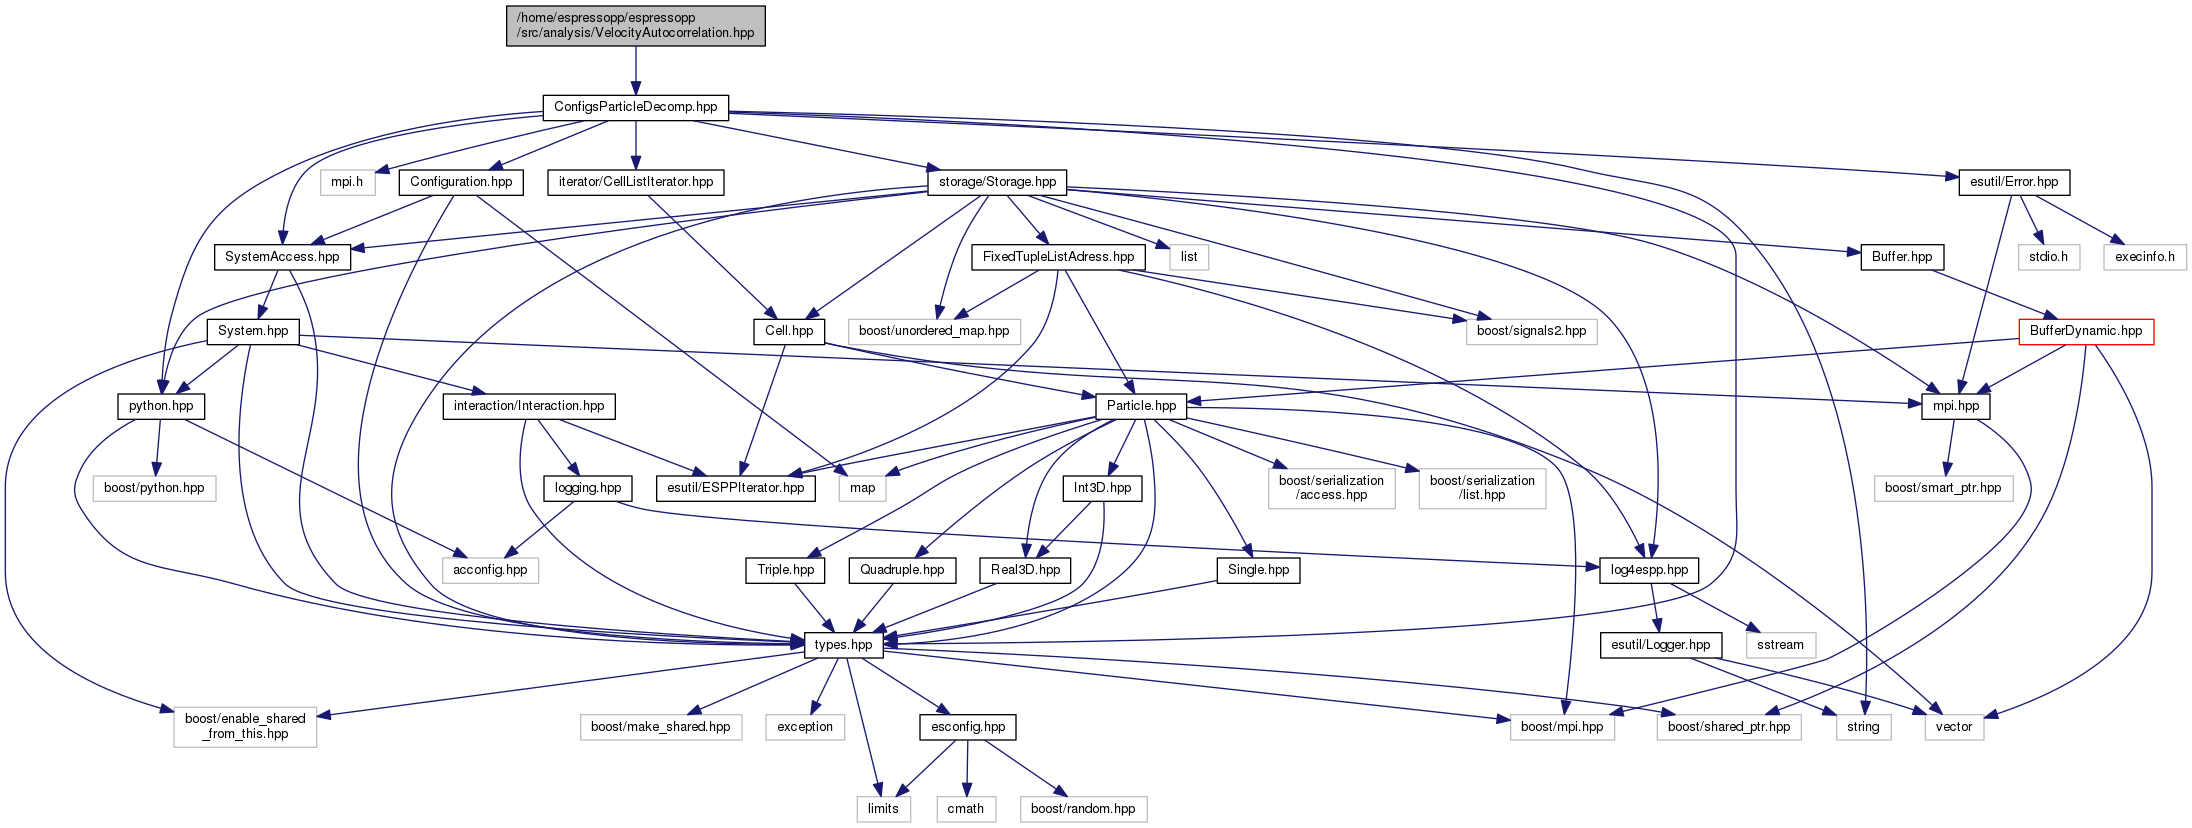 /home/espressopp/espressopp
/src/analysis/VelocityAutocorrelation.hpp
ConfigsParticleDecomp.hpp
mpi.h
Configuration.hpp
iterator/CellListIterator.hpp
storage/Storage.hpp
esutil/Error.hpp
SystemAccess.hpp
FixedTupleListAdress.hpp
list
Buffer.hpp
stdio.h
execinfo.h
System.hpp
Cell.hpp
boost/unordered_map.hpp
boost/signals2.hpp
BufferDynamic.hpp
python.hpp
interaction/Interaction.hpp
Particle.hpp
mpi.hpp
boost/python.hpp
logging.hpp
esutil/ESPPIterator.hpp
map
Int3D.hpp
boost/serialization
/access.hpp
boost/serialization
/list.hpp
boost/smart_ptr.hpp
acconfig.hpp
Triple.hpp
Quadruple.hpp
Real3D.hpp
Single.hpp
log4espp.hpp
types.hpp
esutil/Logger.hpp
sstream
boost/enable_shared
_from_this.hpp
boost/make_shared.hpp
exception
esconfig.hpp
boost/mpi.hpp
boost/shared_ptr.hpp
string
vector
limits
cmath
boost/random.hpp